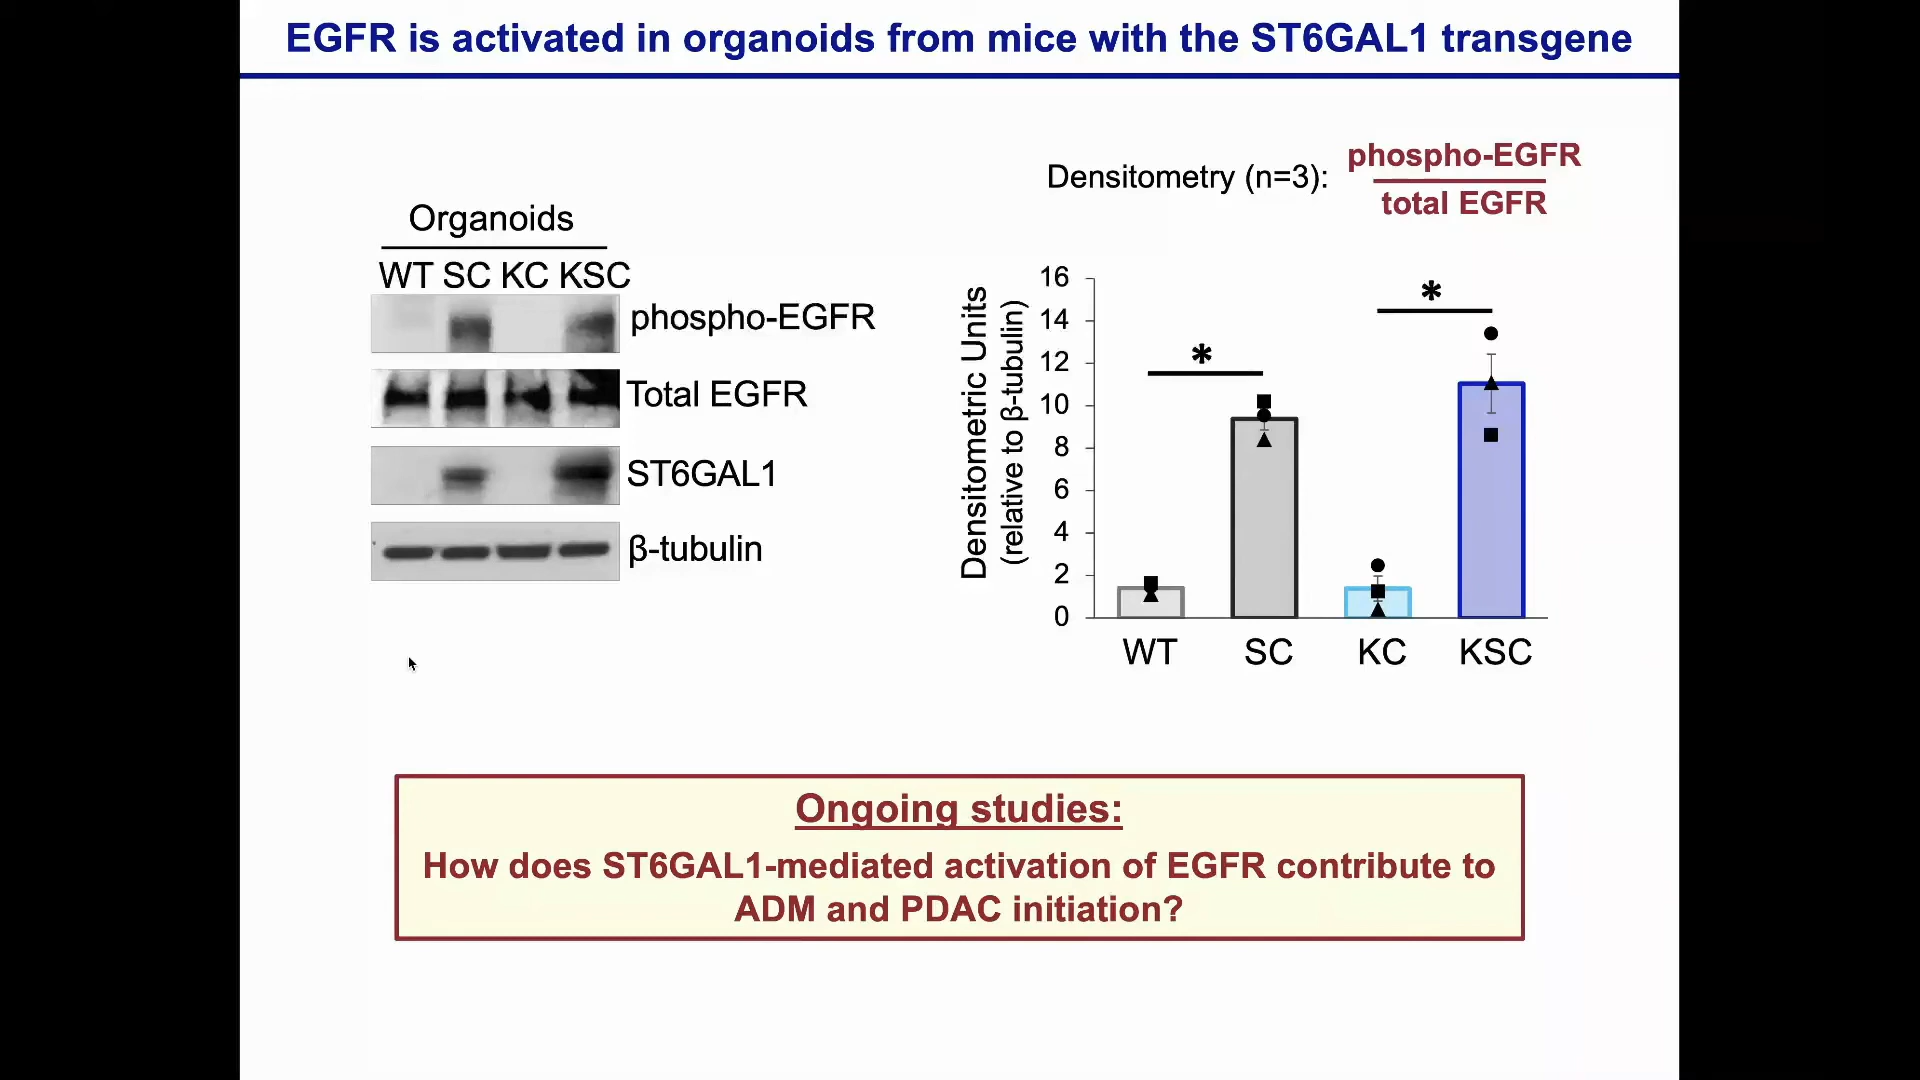 EGFR is activated in organoids from mice with the ST6GAL1 transgene
Organoids
WT SC KC KSC
phospho-EGFR
Total EGFR
ST6GAL1
β-tubulin
Densitometry (n=3):
phospho-EGFR
total EGFR
Densitometric Units
(relative to β-tubulin)
16
14
12
10
8
6
4
2
0
*
*
WT SC KC KSC
Ongoing studies:
How does ST6GAL1-mediated activation of EGFR contribute to
ADM and PDAC initiation?